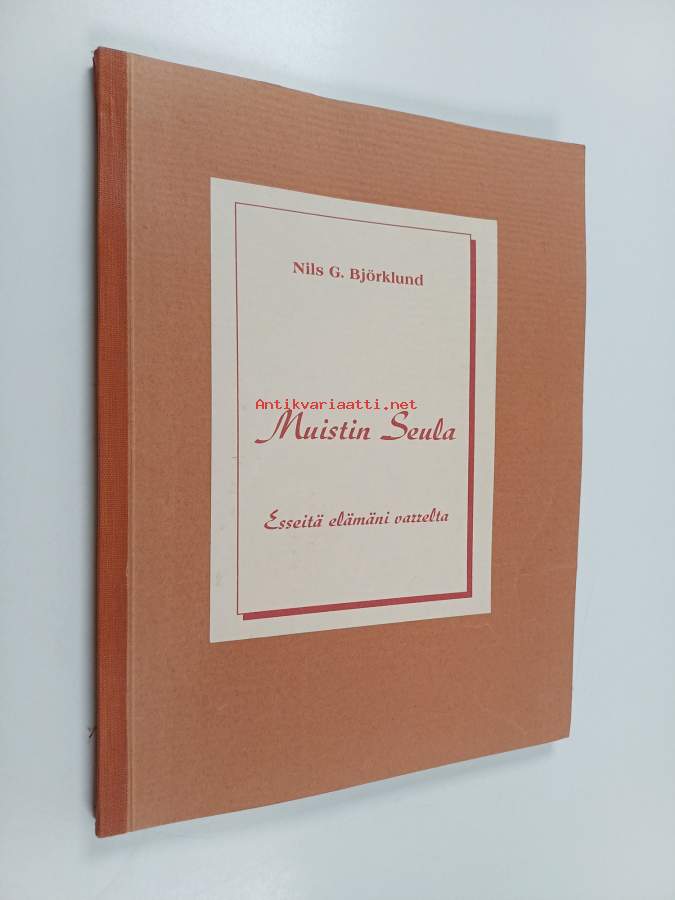 Nils G. Björklund
Antikvariaatti.net
Muistin Seula
Esseitä elämäni varrelta